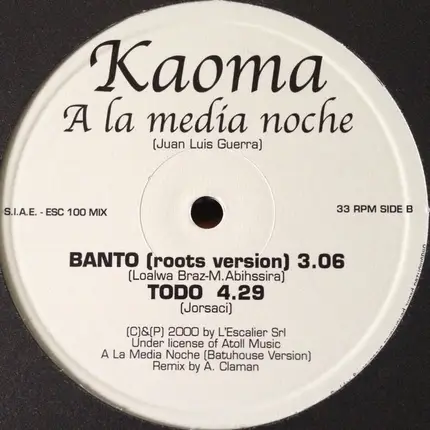 Kaoma
A la media noche
(Juan Luis Guerra)
S.I.A.E. - ESC 100 MIX
33 RPM SIDE B
BANTO (roots version) 3.06
(Loalwa Braz-M.Abihssira)
TODO 4.29
(Jorsaci)
(C)&(P) 2000 by L'Escalier Srl
Under license of Atoll Music
A La Media Noche (Batuhouse Version)
Remix by A. Claman